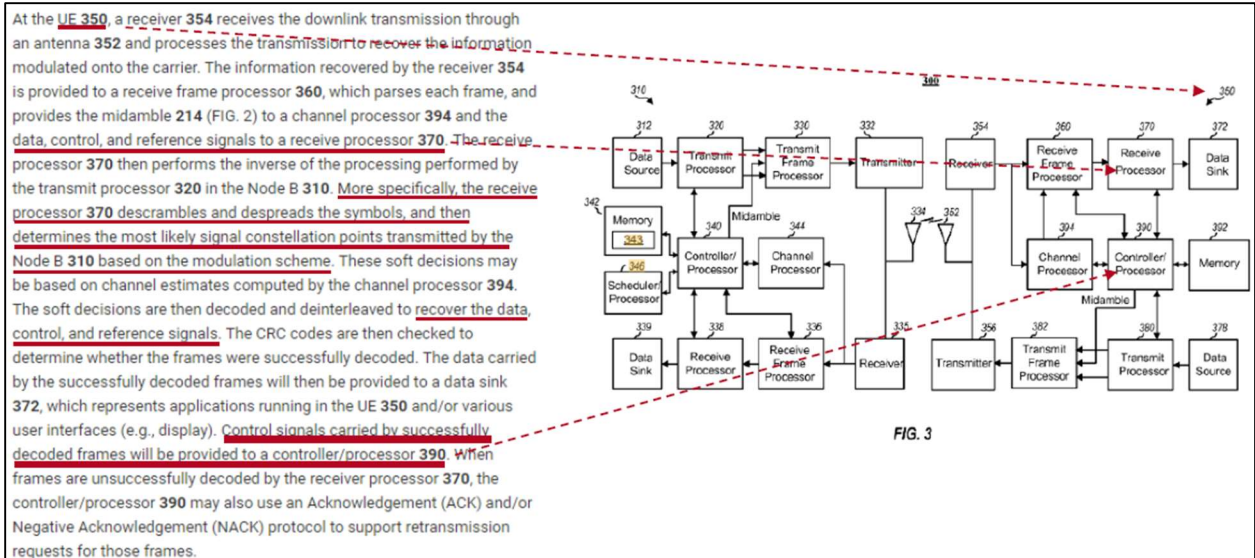 At the UE 350, a receiver 354 receives the downlink transmission through
an antenna 352 and processes the transmission to recover the information
modulated onto the carrier. The information recovered by the receiver 354
is provided to a receive frame processor 360, which parses each frame, and
provides the midamble 214 (FIG. 2) to a channel processor 394 and the
data, control, and reference signals to a receive processor 370. The receive
processor 370 then performs the inverse of the processing performed by
the transmit processor 320 in the Node B 310. More specifically, the receive
processor 370 descrambles and despreads the symbols, and then
determines the most likely signal constellation points transmitted by the
Node B 310 based on the modulation scheme. These soft decisions may
be based on channel estimates computed by the channel processor 394.
The soft decisions are then decoded and deinterleaved to recover the data,
control, and reference signals. The CRC codes are then checked to
determine whether the frames were successfully decoded. The data carried
by the successfully decoded frames will then be provided to a data sink
372, which represents applications running in the UE 350 and/or various
user interfaces (e.g., display). Control signals carried by successfully
decoded frames will be provided to a controller/processor 390. When
frames are unsuccessfully decoded by the receiver processor 370, the
controller/processor 390 may also use an Acknowledgement (ACK) and/or
Negative Acknowledgement (NACK) protocol to support retransmission
requests for those frames.
300
310
350
312
320
330
332
354
360
370
372
Data
Source
Transmit
Processor
Transmit
Frame
Processor
Transmitter
Receiver
Receive
Frame
Processor
Receive
Processor
Data
Sink
342
Memory
343
346
Scheduler/
Processor
Midamble
340
Controller/
Processor
344
Channel
Processor
334
352
394
Channel
Processor
390
Controller/
Processor
392
Memory
Midamble
339
Data
Sink
338
Receive
Processor
336
Receive
Frame
Processor
335
Receiver
356
Transmitter
382
Transmit
Frame
Processor
380
Transmit
Processor
378
Data
Source
FIG. 3